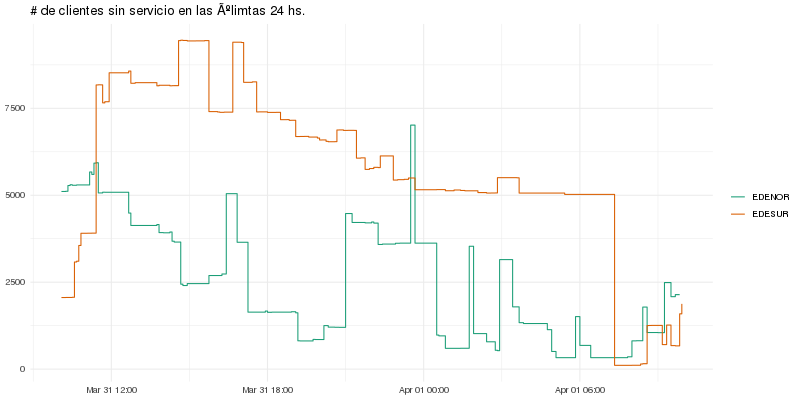 # de clientes sin servicio en las Ãºlimtas 24 hs.
7500
5000
2500
0
Mar 31 12:00
Mar 31 18:00
Apr 01 00:00
Apr 01 06:00
EDENOR
EDESUR